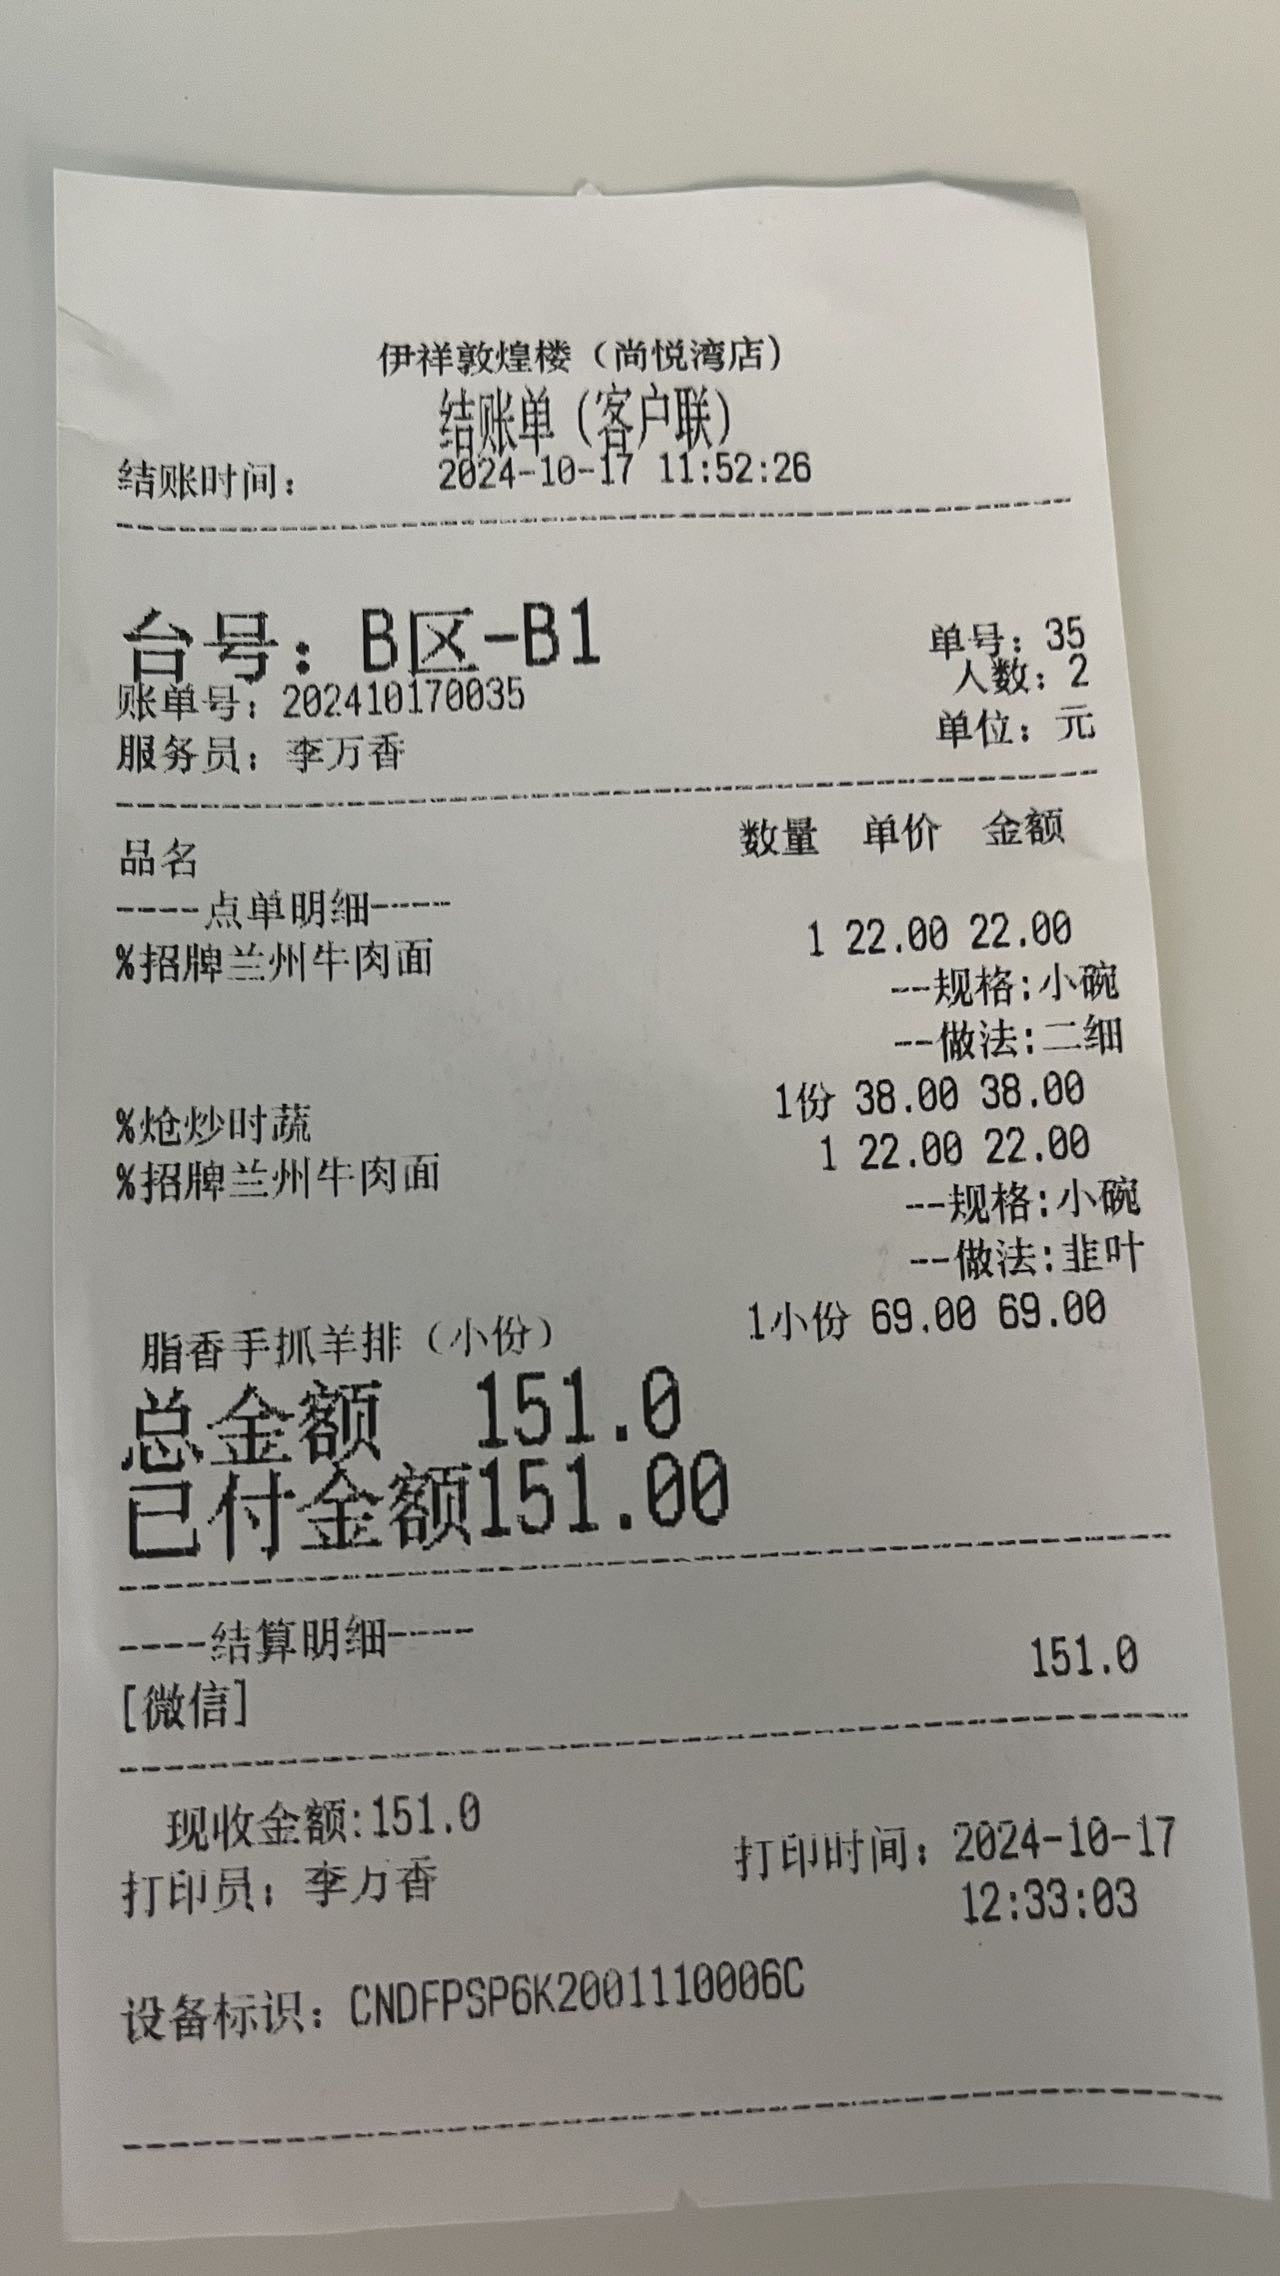 伊祥敦煌楼（尚悦湾店）
结账单（客户联）
结账时间： 2024-10-17 11:52:26
台号：B区-B1
单号：35
人数：2
账单号：202410170035
服务员：李万香 单位：元
品名 数量 单价 金额
----点单明细----
%招牌兰州牛肉面 1 22.00 22.00
--规格:小碗
--做法:二细
%炝炒时蔬 1份 38.00 38.00
%招牌兰州牛肉面 1 22.00 22.00
--规格:小碗
--做法:韭叶
脂香手抓羊排（小份） 1小份 69.00 69.00
总金额 151.0
已付金额151.00
----结算明细----
[微信] 151.0
现收金额:151.0
打印员：李万香 打印时间：2024-10-17
12:33:03
设备标识：CNDFPSP6K2001110006C